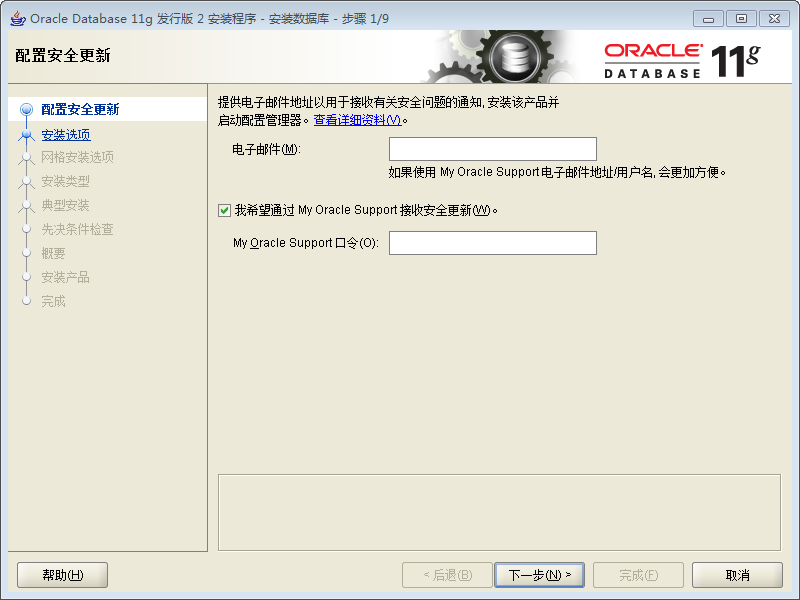 Oracle Database 11g 发行版 2 安装程序 - 安装数据库 - 步骤 1/9
配置安全更新
ORACLE
DATABASE
11g
配置安全更新
安装选项
网格安装选项
安装类型
典型安装
先决条件检查
概要
安装产品
完成
提供电子邮件地址以用于接收有关安全问题的通知, 安装该产品并
启动配置管理器。查看详细资料(V)。
电子邮件(M):
如果使用 My Oracle Support 电子邮件地址/用户名, 会更加方便。
我希望通过 My Oracle Support 接收安全更新(W)。
My Oracle Support 口令(O):
帮助(H)
< 后退(B)
下一步(N) >
完成(F)
取消